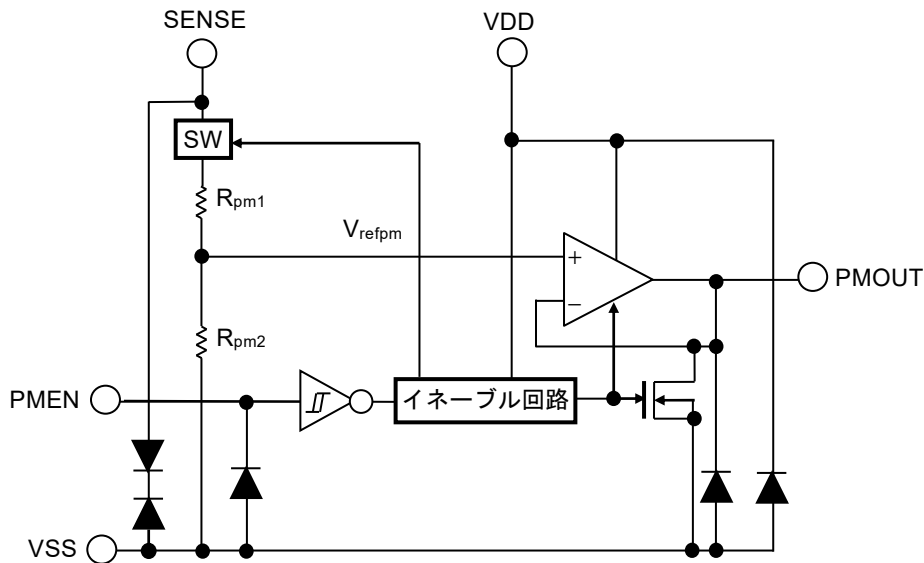 SENSE
VDD
SW
Rpm1
Vrefpm
+
−
PMOUT
Rpm2
PMEN
イネーブル回路
VSS